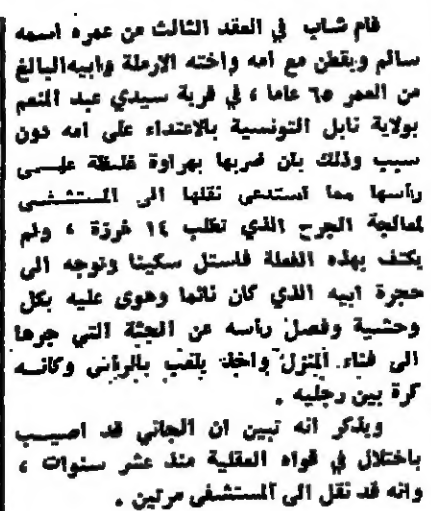 قام شاب في العقد الثالث من عمره اسمه
سالم ويقطن مع امه واخته الارملة وابيه البالغ
من العمر ٦٥ عاما ، في قرية سيدي عبد المنعم
بولاية نابل التونسية بالاعتداء على امه دون
سبب وذلك بان ضربها بهراوة غليظة علـــى
رأسها مما استدعى نقلها الى المستشــفى
لمعالجة الجرح الذي تطلب ١٤ غرزة ، ولم
يكتف بهذه الفعلة فاستل سكينا وتوجه الى
حجرة ابيه الذي كان نائما وهوى عليه بكل
وحشية وفصل رأسه عن الجثة التي جرها
الى فناء المنزل واخذ يلعب بالرأس وكانــه
كرة بين رجليه .
ويذكر انه تبين ان الجاني قد اصيــب
باختلال في قواه العقلية منذ عشر سنوات ،
وانه قد نقل الى المستشفى مرتين .